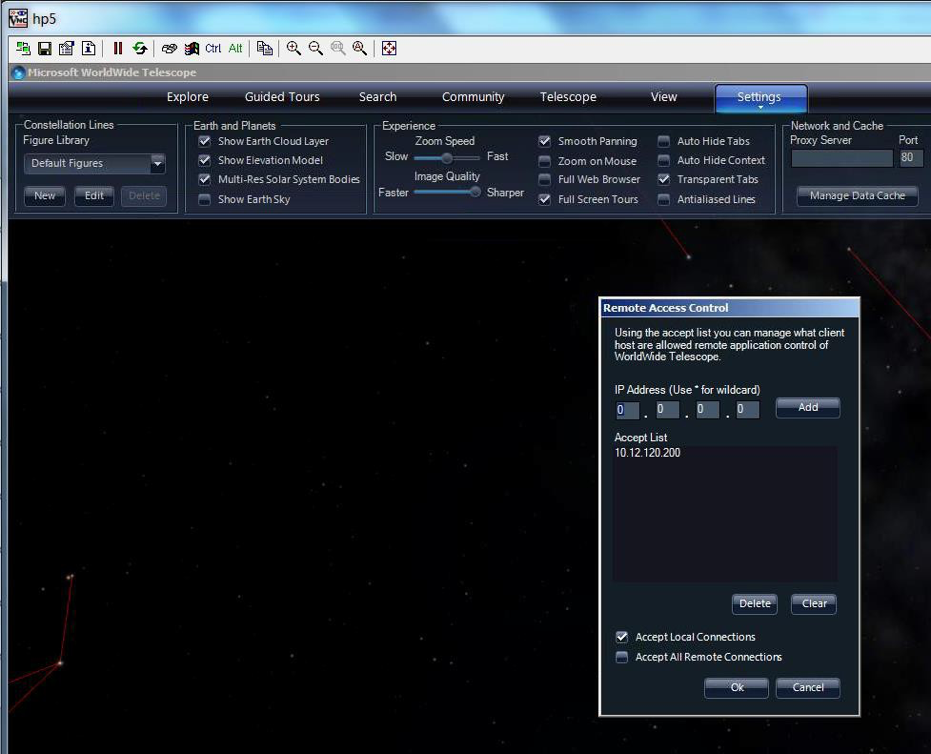 hp5
Ctrl Alt
Microsoft WorldWide Telescope
Explore Guided Tours Search Community Telescope View Settings
Constellation Lines
Figure Library
Default Figures
New Edit Delete
Earth and Planets
Show Earth Cloud Layer
Show Elevation Model
Multi-Res Solar System Bodies
Show Earth Sky
Experience
Zoom Speed
Slow Fast
Image Quality
Faster Sharper
Smooth Panning
Zoom on Mouse
Full Web Browser
Full Screen Tours
Auto Hide Tabs
Auto Hide Context
Transparent Tabs
Antialiased Lines
Network and Cache
Proxy Server Port
80
Manage Data Cache
Remote Access Control
Using the accept list you can manage what client
host are allowed remote application control of
WorldWide Telescope.
IP Address (Use * for wildcard)
0 . 0 . 0 . 0 Add
Accept List
10.12.120.200
Delete Clear
Accept Local Connections
Accept All Remote Connections
Ok Cancel